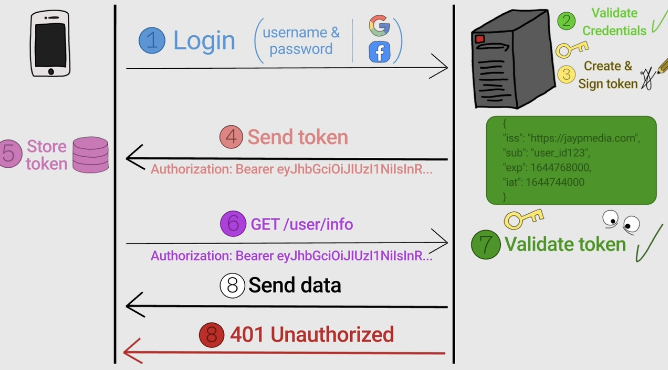 1 Login
username &
password
G
f
2 Validate
Credentials
3 Create &
Sign token
4 Send token
Authorization: Bearer eyJhbGciOiJIUzI1NiIsInR...
5 Store
token
{
"iss": "https://jaypmedia.com",
"sub": "user_id123",
"exp": 1644768000,
"iat": 1644744000
}
6 GET /user/info
Authorization: Bearer eyJhbGciOiJIUzI1NiIsInR...
7 Validate token
8 Send data
8 401 Unauthorized